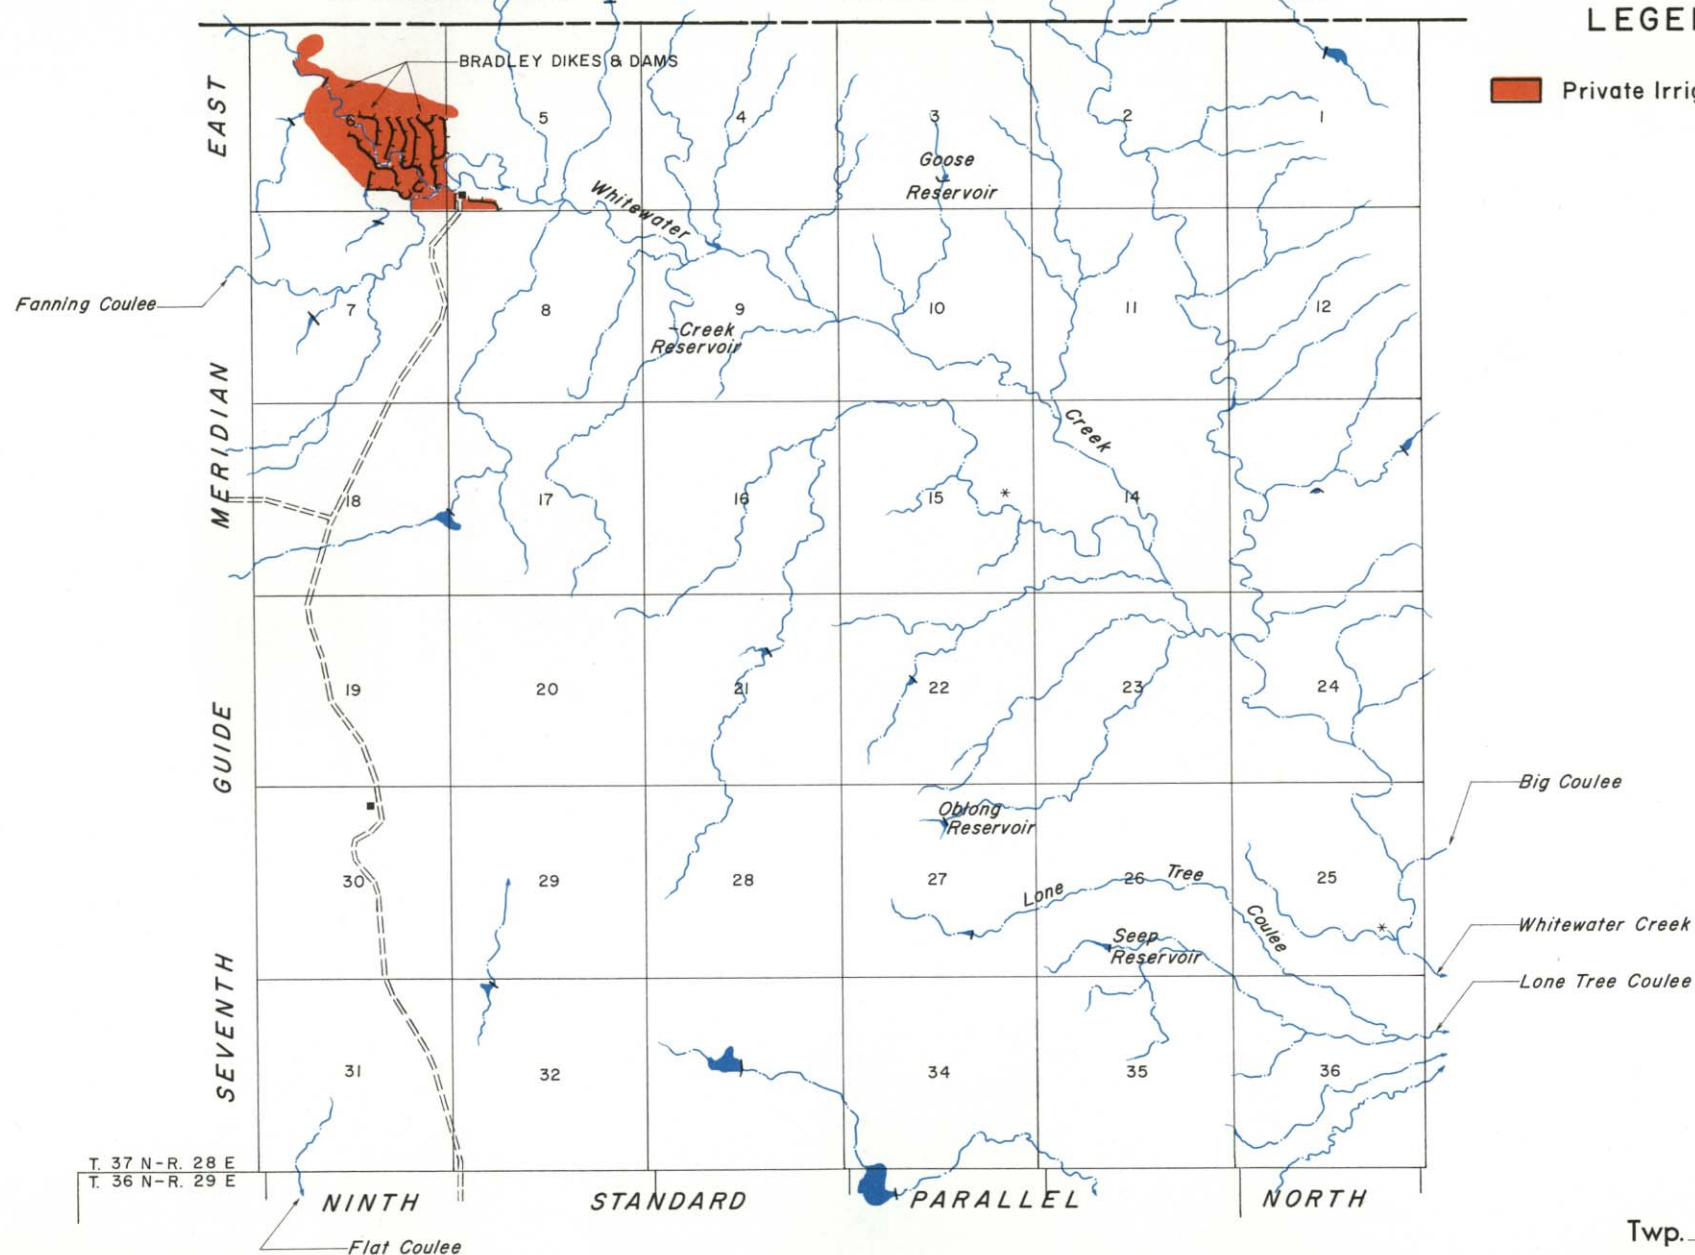 LEGE
Private Irri
BRADLEY DIKES & DAMS
EAST
6
5
4
3
2
1
Goose
Reservoir
Whitewater
Fanning Coulee
7
8
9
10
11
12
-Creek
Reservoir
MERIDIAN
Creek
18
17
16
15
14
19
20
21
22
23
24
GUIDE
Big Coulee
Oblong
Reservoir
30
29
28
27
26
25
Lone
Tree
Coulee
Whitewater Creek
Seep
Reservoir
Lone Tree Coulee
SEVENTH
31
32
34
35
36
T. 37 N-R. 28 E
T. 36 N-R. 29 E
NINTH STANDARD PARALLEL NORTH
Flat Coulee
Twp.